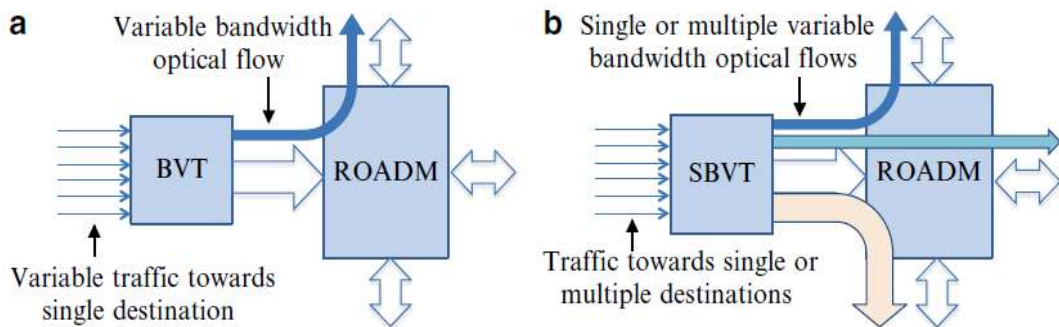 a
Variable bandwidth
optical flow
BVT
ROADM
Variable traffic towards
single destination
b
Single or multiple variable
bandwidth optical flows
SBVT
ROADM
Traffic towards single or
multiple destinations